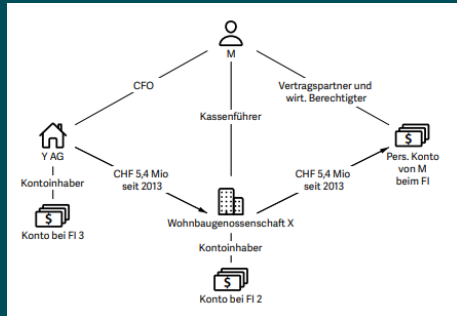 M
CFO
Vertragspartner und
wirt. Berechtigter
Kassenführer
Y AG
CHF 5,4 Mio
seit 2013
CHF 5,4 Mio
seit 2013
Pers. Konto
von M
beim FI
Kontoinhaber
$
Konto bei FI 3
Wohnbaugenossenschaft X
Kontoinhaber
$
Konto bei FI 2
$